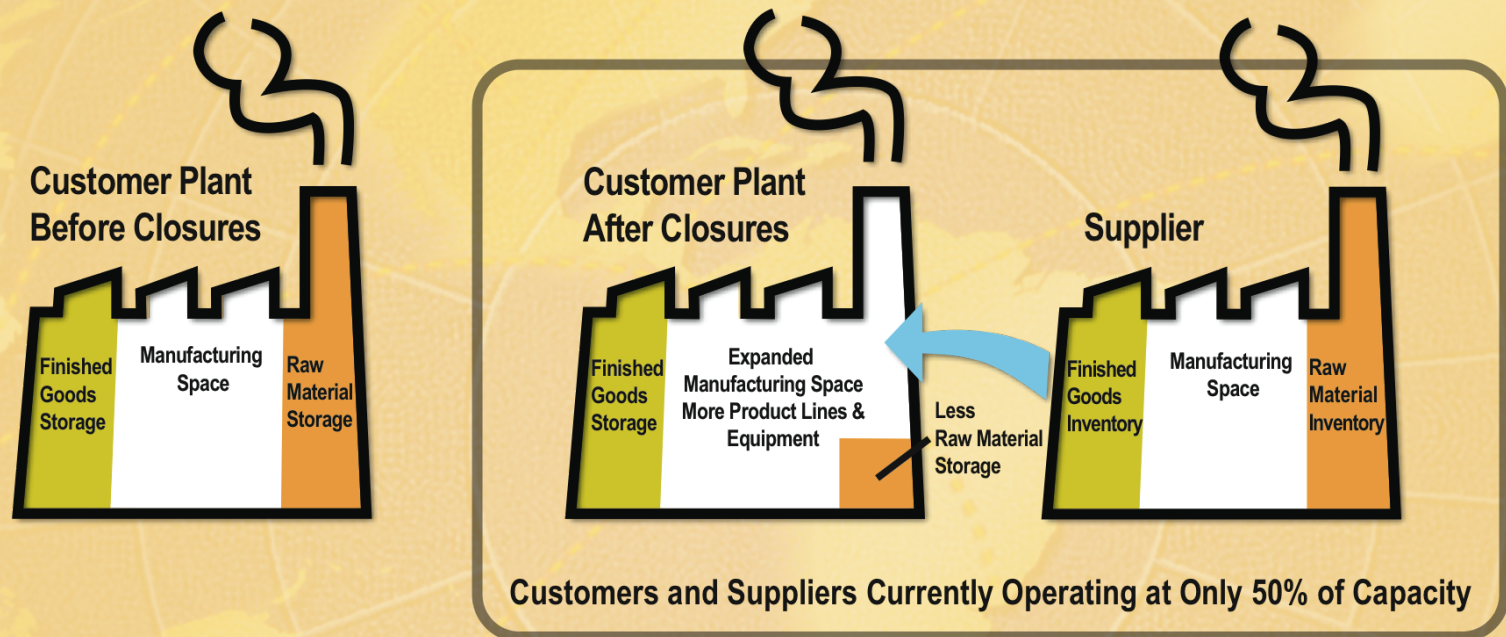 Customer Plant
Before Closures
Finished
Goods
Storage
Manufacturing
Space
Raw
Material
Storage
Customer Plant
After Closures
Finished
Goods
Storage
Expanded
Manufacturing Space
More Product Lines &
Equipment
Less
Raw Material
Storage
Supplier
Finished
Goods
Inventory
Manufacturing
Space
Raw
Material
Inventory
Customers and Suppliers Currently Operating at Only 50% of Capacity